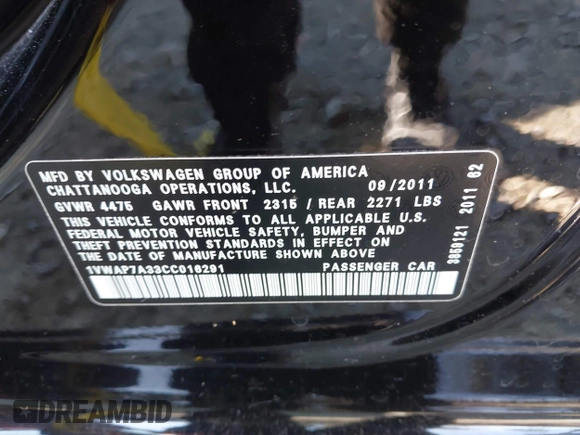 MFD BY VOLKSWAGEN GROUP OF AMERICA
CHATTANOOGA OPERATIONS, LLC. 09/2011
GVWR 4475 GAWR FRONT 2315 / REAR 2271 LBS
THIS VEHICLE CONFORMS TO ALL APPLICABLE U.S.
FEDERAL MOTOR VEHICLE SAFETY, BUMPER AND
THEFT PREVENTION STANDARDS IN EFFECT ON
THE DATE OF MANUFACTURE SHOWN ABOVE
1VWAP7A33CC016291 PASSENGER CAR
3859121 2011 62
DREAMBID